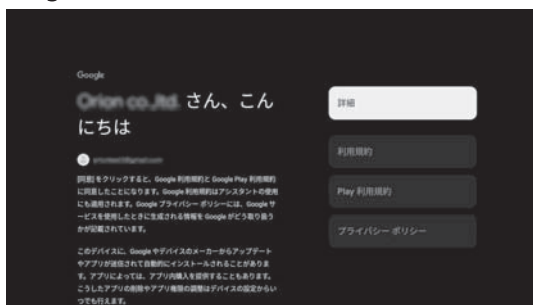 Google
さん、こん
にちは
[同意] をクリックすると、Google 利用規約と Google Play 利用規約
に同意したことになります。Google 利用規約はアシスタントの使用
にも適用されます。Google プライバシー ポリシーには、Google サ
ービスを使用したときに生成される情報を Google がどう取り扱う
かが記載されています。
このデバイスに、Google やデバイスのメーカーからアップデート
やアプリが送信されて自動的にインストールされることがありま
す。アプリによっては、アプリ内購入を提供することもあります。
こうしたアプリの削除やアプリ権限の調整はデバイスの設定からい
つでも行えます。
詳細
利用規約
Play 利用規約
プライバシー ポリシー